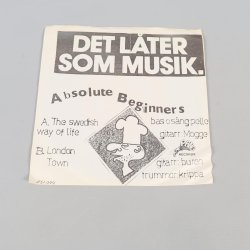 DET LÅTER
SOM MUSIK.
Absolute Beginners
A. The swedish
way of life
B. London
Town
bas o sång pelle
gitarr Mogge
gitarr buren
trummor krippa